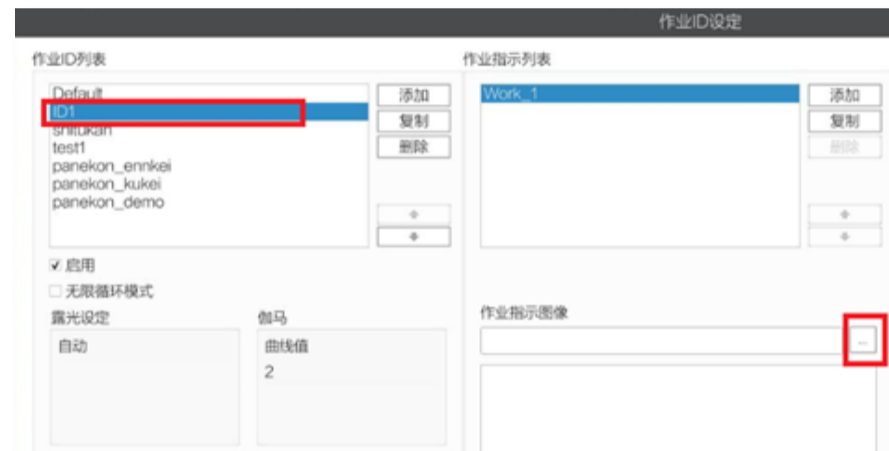 作业ID设定
作业ID列表
Default
ID1
shitukan
test1
panekon_ennkei
panekon_kukei
panekon_demo
添加
复制
删除
启用
无限循环模式
露光设定
自动
伽马
曲线值
2
作业指示列表
Work_1
添加
复制
删除
作业指示图像
...